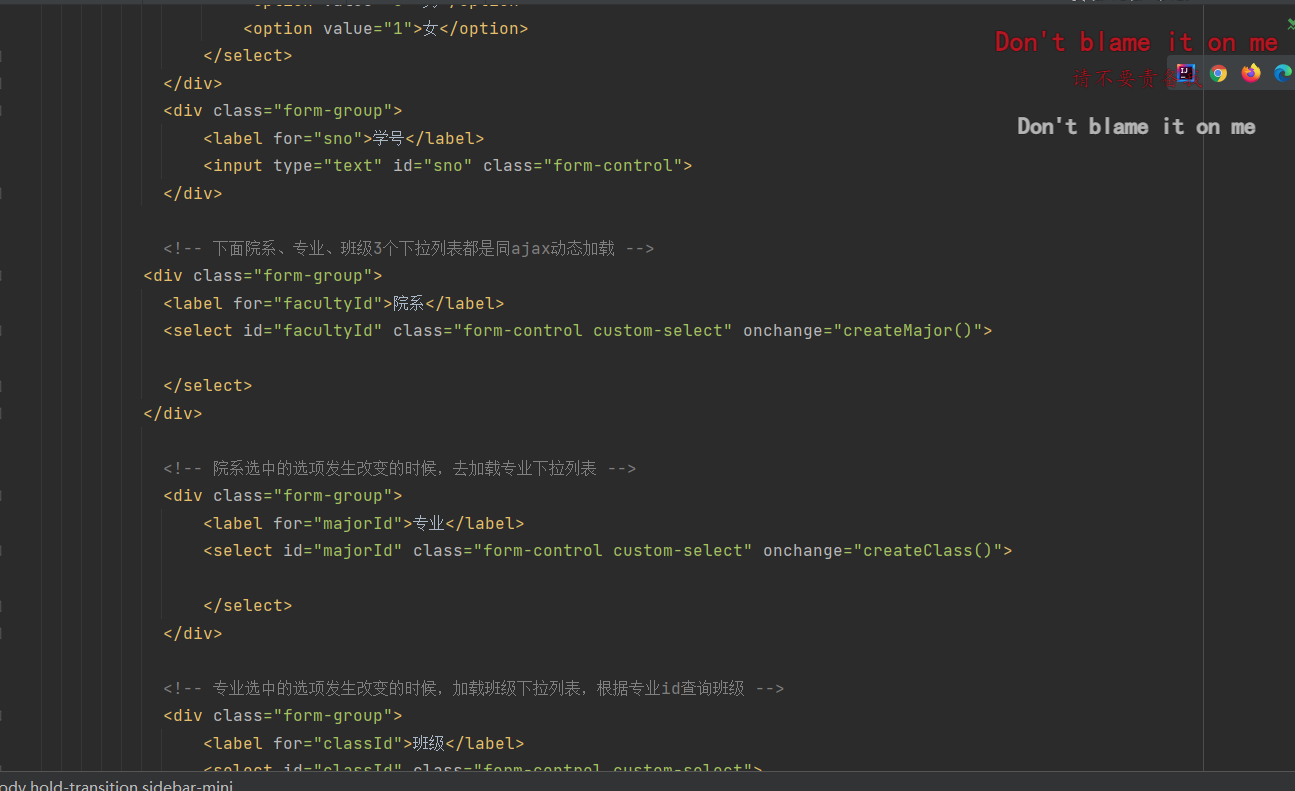 <option value="1">女</option>
</select>
</div>
<div class="form-group">
<label for="sno">学号</label>
<input type="text" id="sno" class="form-control">
</div>
<!-- 下面院系、专业、班级3个下拉列表都是同ajax动态加载 -->
<div class="form-group">
<label for="facultyId">院系</label>
<select id="facultyId" class="form-control custom-select" onchange="createMajor()">
</select>
</div>
<!-- 院系选中的选项发生改变的时候，去加载专业下拉列表 -->
<div class="form-group">
<label for="majorId">专业</label>
<select id="majorId" class="form-control custom-select" onchange="createClass()">
</select>
</div>
<!-- 专业选中的选项发生改变的时候，加载班级下拉列表，根据专业id查询班级 -->
<div class="form-group">
<label for="classId">班级</label>
<select id="classId" class="form-control custom-select">
ody.hold-transition.sidebar-mini
Don't blame it on me
请不要责
Don't blame it on me